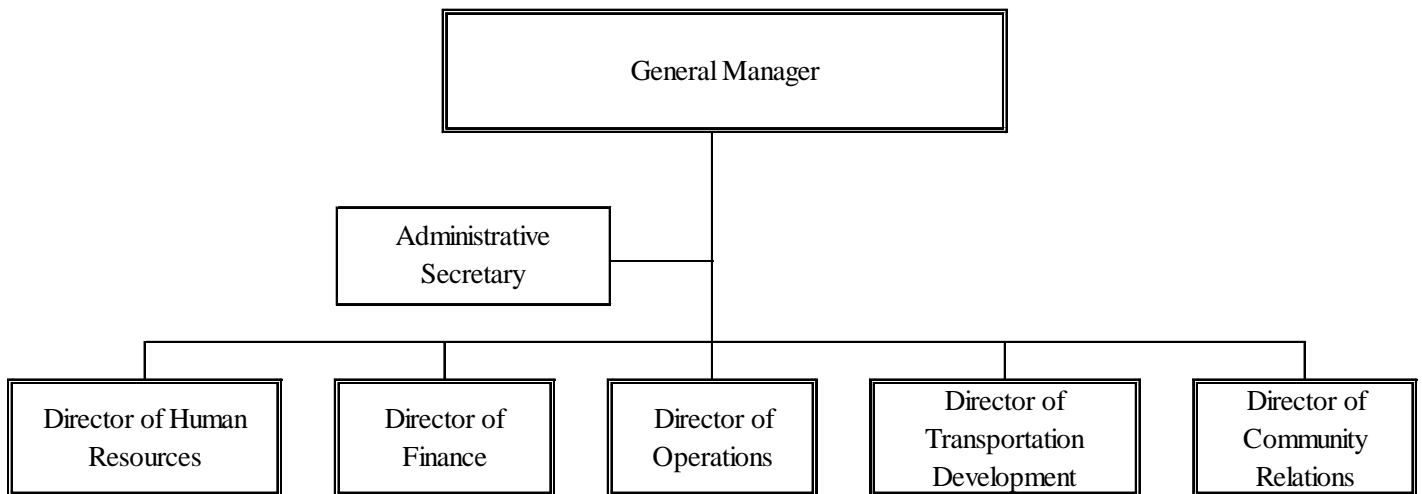 General Manager
Administrative
Secretary
Director of Human
Resources
Director of
Finance
Director of
Operations
Director of
Transportation
Development
Director of
Community
Relations